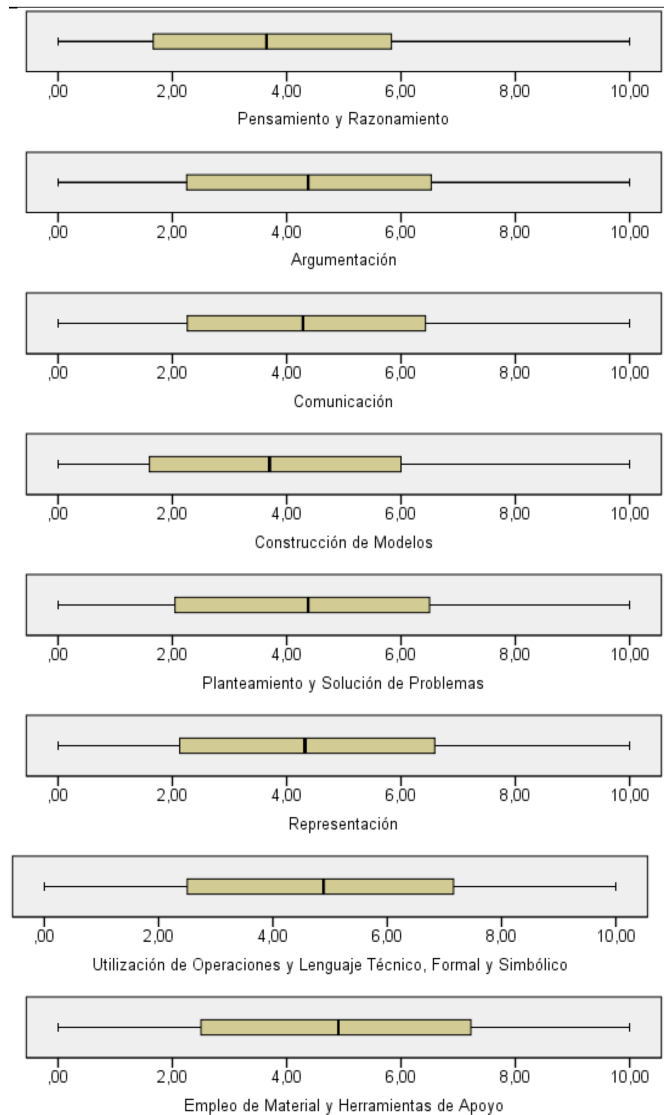 ,00 2,00 4,00 6,00 8,00 10,00
Pensamiento y Razonamiento
,00 2,00 4,00 6,00 8,00 10,00
Argumentación
,00 2,00 4,00 6,00 8,00 10,00
Comunicación
,00 2,00 4,00 6,00 8,00 10,00
Construcción de Modelos
,00 2,00 4,00 6,00 8,00 10,00
Planteamiento y Solución de Problemas
,00 2,00 4,00 6,00 8,00 10,00
Representación
,00 2,00 4,00 6,00 8,00 10,00
Utilización de Operaciones y Lenguaje Técnico, Formal y Simbólico
,00 2,00 4,00 6,00 8,00 10,00
Empleo de Material y Herramientas de Apoyo